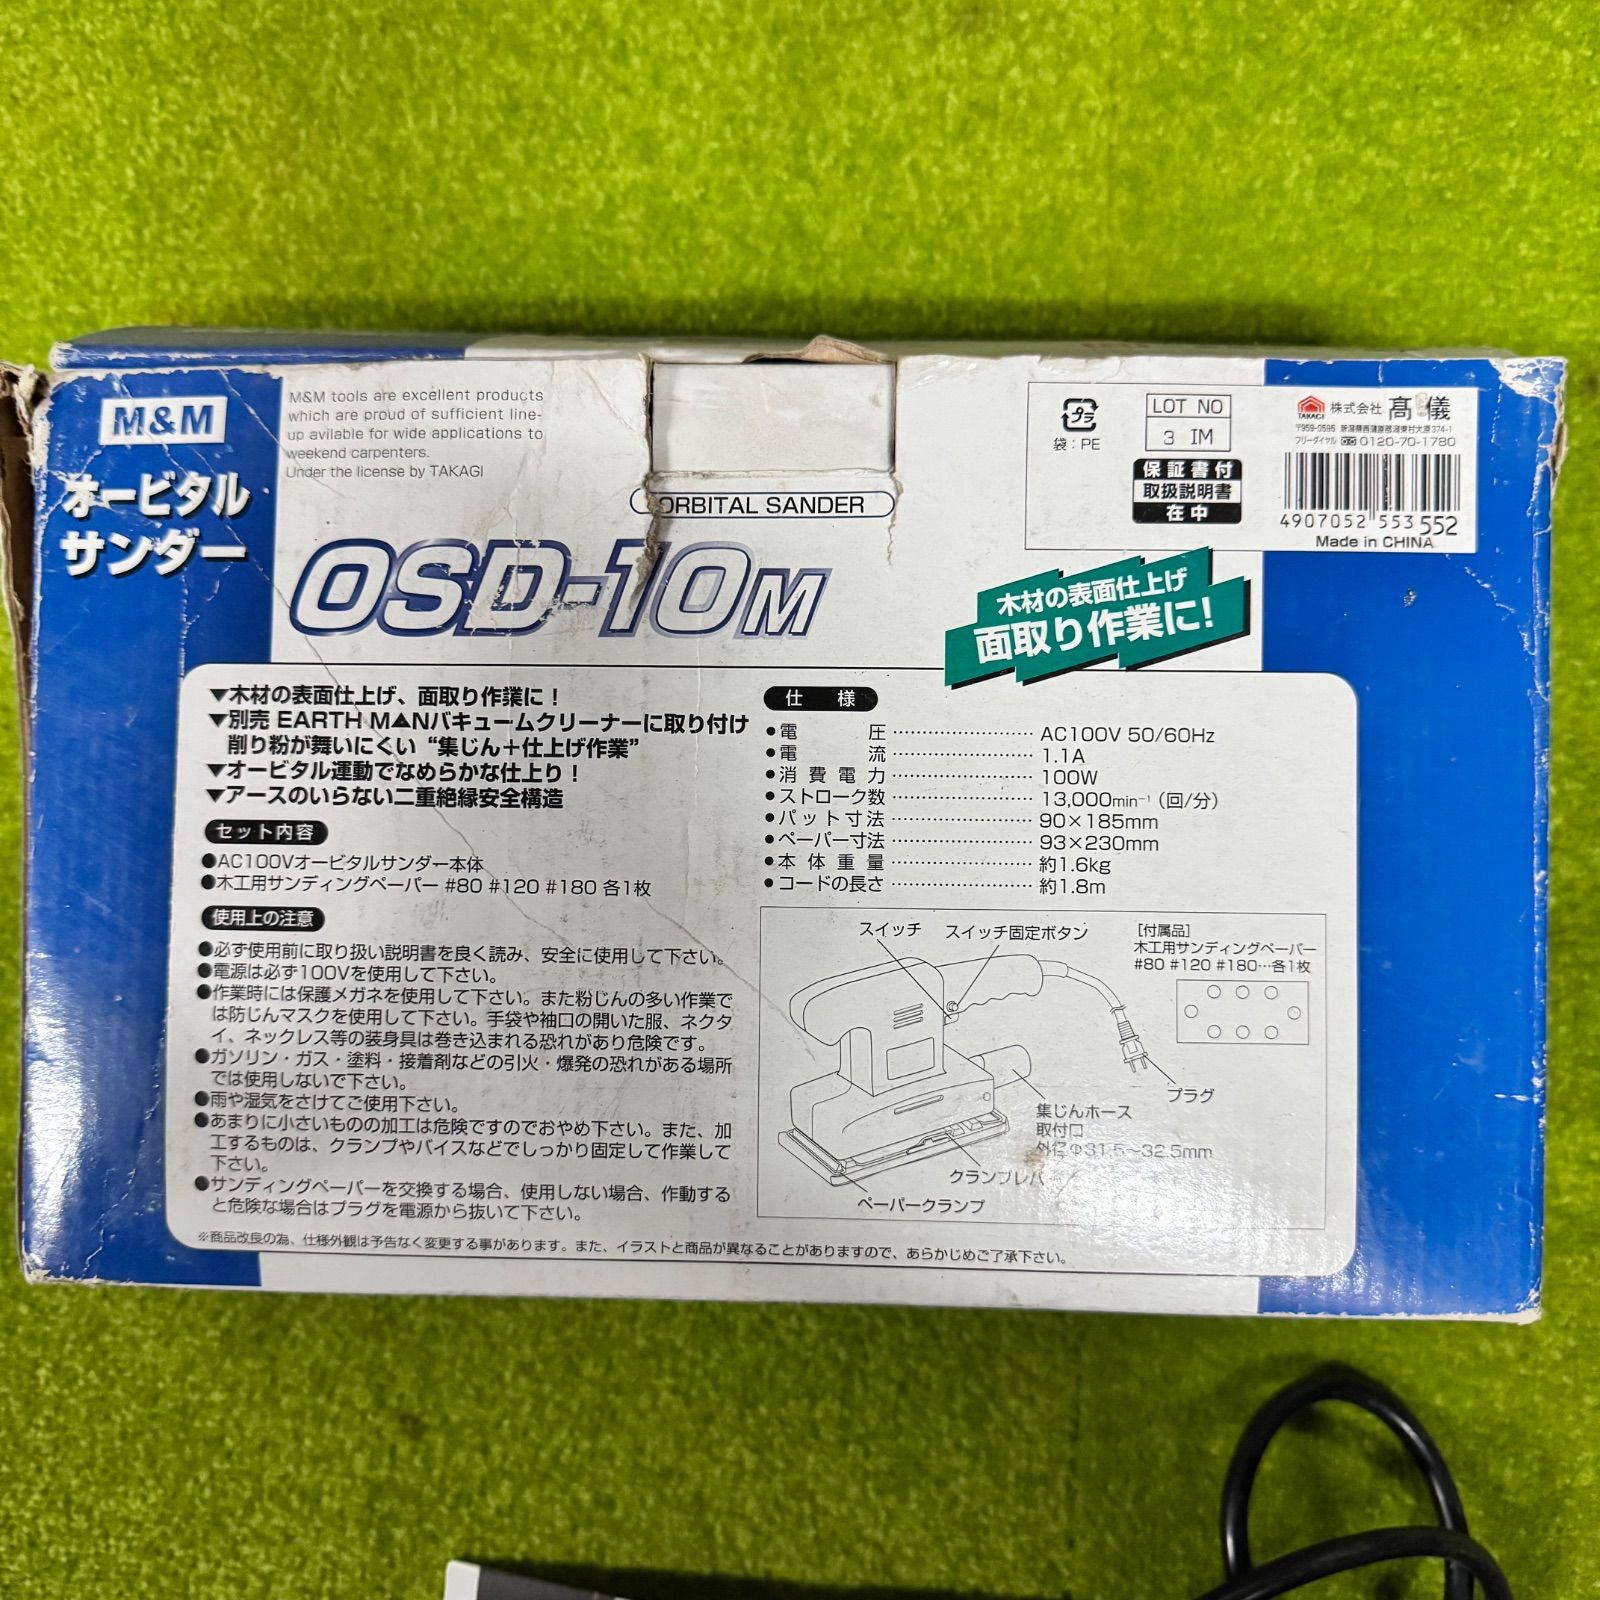 M&M
オービタル
サンダー
M&M tools are excellent products
which are proud of sufficient line-
up avilable for wide applications to
weekend carpenters.
Under the license by TAKAGI
ORBITAL SANDER
OSD-10M
プラ
袋：PE
LOT NO
3 IM
保証書付
取扱説明書
在中
TAKAGI
株式会社 髙儀
〒959-0595 新潟県西蒲原郡潟東村大原374-1
フリーダイヤル 0120-70-1780
4907052 553552
Made in CHINA
木材の表面仕上げ
面取り作業に!
▼木材の表面仕上げ、面取り作業に！
▼別売 EARTH MANバキュームクリーナーに取り付け
削り粉が舞いにくい“集じん＋仕上げ作業”
▼オービタル運動でなめらかな仕上り！
▼アースのいらない二重絶縁安全構造
セット内容
●AC100Vオービタルサンダー本体
●木工用サンディングペーパー #80 #120 #180 各1枚
使用上の注意
●必ず使用前に取り扱い説明書を良く読み、安全に使用して下さい。
●電源は必ず100Vを使用して下さい。
●作業時には保護メガネを使用して下さい。また粉じんの多い作業で
は防じんマスクを使用して下さい。手袋や袖口の開いた服、ネクタ
イ、ネックレス等の装身具は巻き込まれる恐れがあり危険です。
●ガソリン・ガス・塗料・接着剤などの引火・爆発の恐れがある場所
では使用しないで下さい。
●雨や湿気をさけてご使用下さい。
●あまりに小さいものの加工は危険ですのでおやめ下さい。また、加
工するものは、クランプやバイスなどでしっかり固定して作業して
下さい。
●サンディングペーパーを交換する場合、使用しない場合、作動する
と危険な場合はプラグを電源から抜いて下さい。
仕様
●電圧 …………………… AC100V 50/60Hz
●電流 …………………… 1.1A
●消費電力 …………………… 100W
●ストローク数 …………………… 13,000min⁻¹（回/分）
●パット寸法 …………………… 90×185mm
●ペーパー寸法 …………………… 93×230mm
●本体重量 …………………… 約1.6kg
●コードの長さ …………………… 約1.8m
スイッチ
スイッチ固定ボタン
［付属品］
木工用サンディングペーパー
#80 #120 #180…各1枚
プラグ
集じんホース
取付口
外径Φ31.5～32.5mm
クランプレバー
ペーパークランプ
※商品改良の為、仕様外観は予告なく変更する事があります。また、イラストと商品が異なることがありますので、あらかじめご了承下さい。